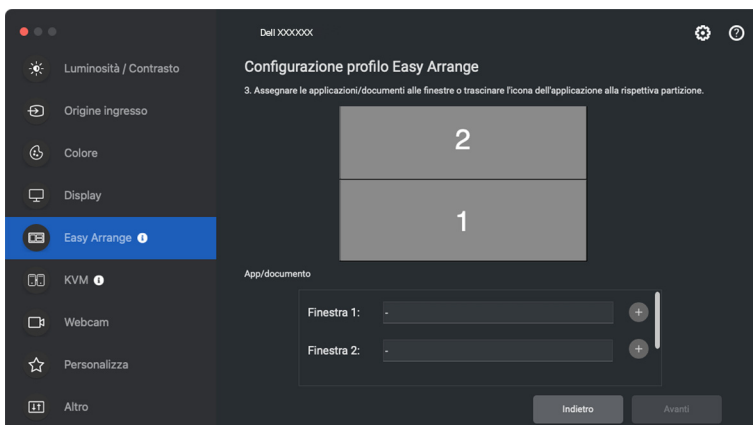 Dell XXXXXX
Luminosità / Contrasto
Origine ingresso
Colore
Display
Easy Arrange
KVM
Webcam
Personalizza
Altro
Configurazione profilo Easy Arrange
3. Assegnare le applicazioni/documenti alle finestre o trascinare l'icona dell'applicazione alla rispettiva partizione.
2
1
App/documento
Finestra 1: -
Finestra 2: -
Indietro Avanti